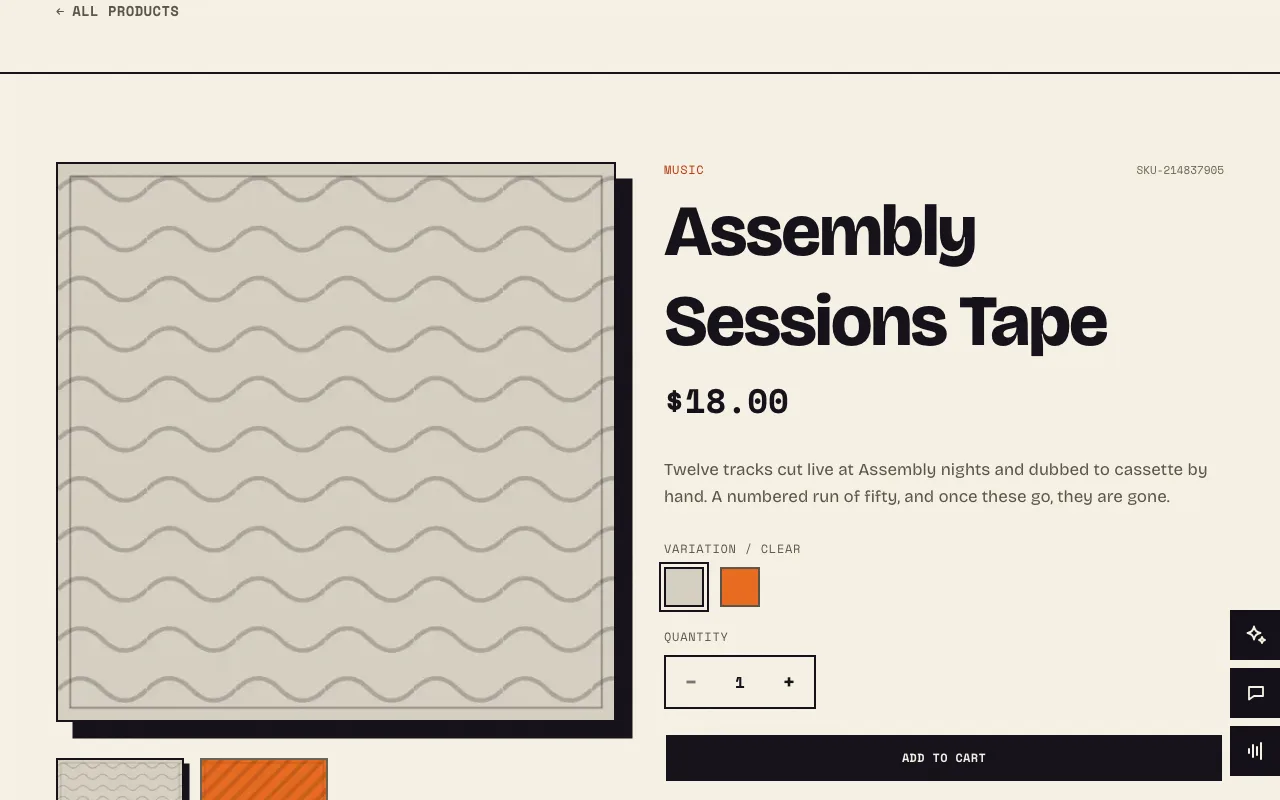 ← ALL PRODUCTS
MUSIC
SKU-214837905
Assembly
Sessions Tape
$18.00
Twelve tracks cut live at Assembly nights and dubbed to cassette by
hand. A numbered run of fifty, and once these go, they are gone.
VARIATION / CLEAR
QUANTITY
− 1 +
ADD TO CART